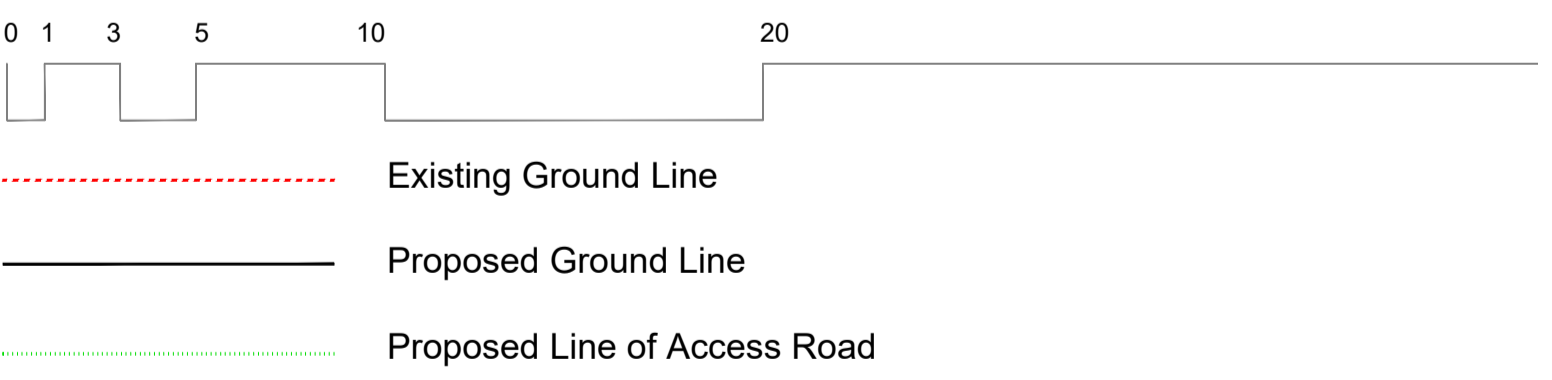 0 1 3 5 10 20
Existing Ground Line
Proposed Ground Line
Proposed Line of Access Road